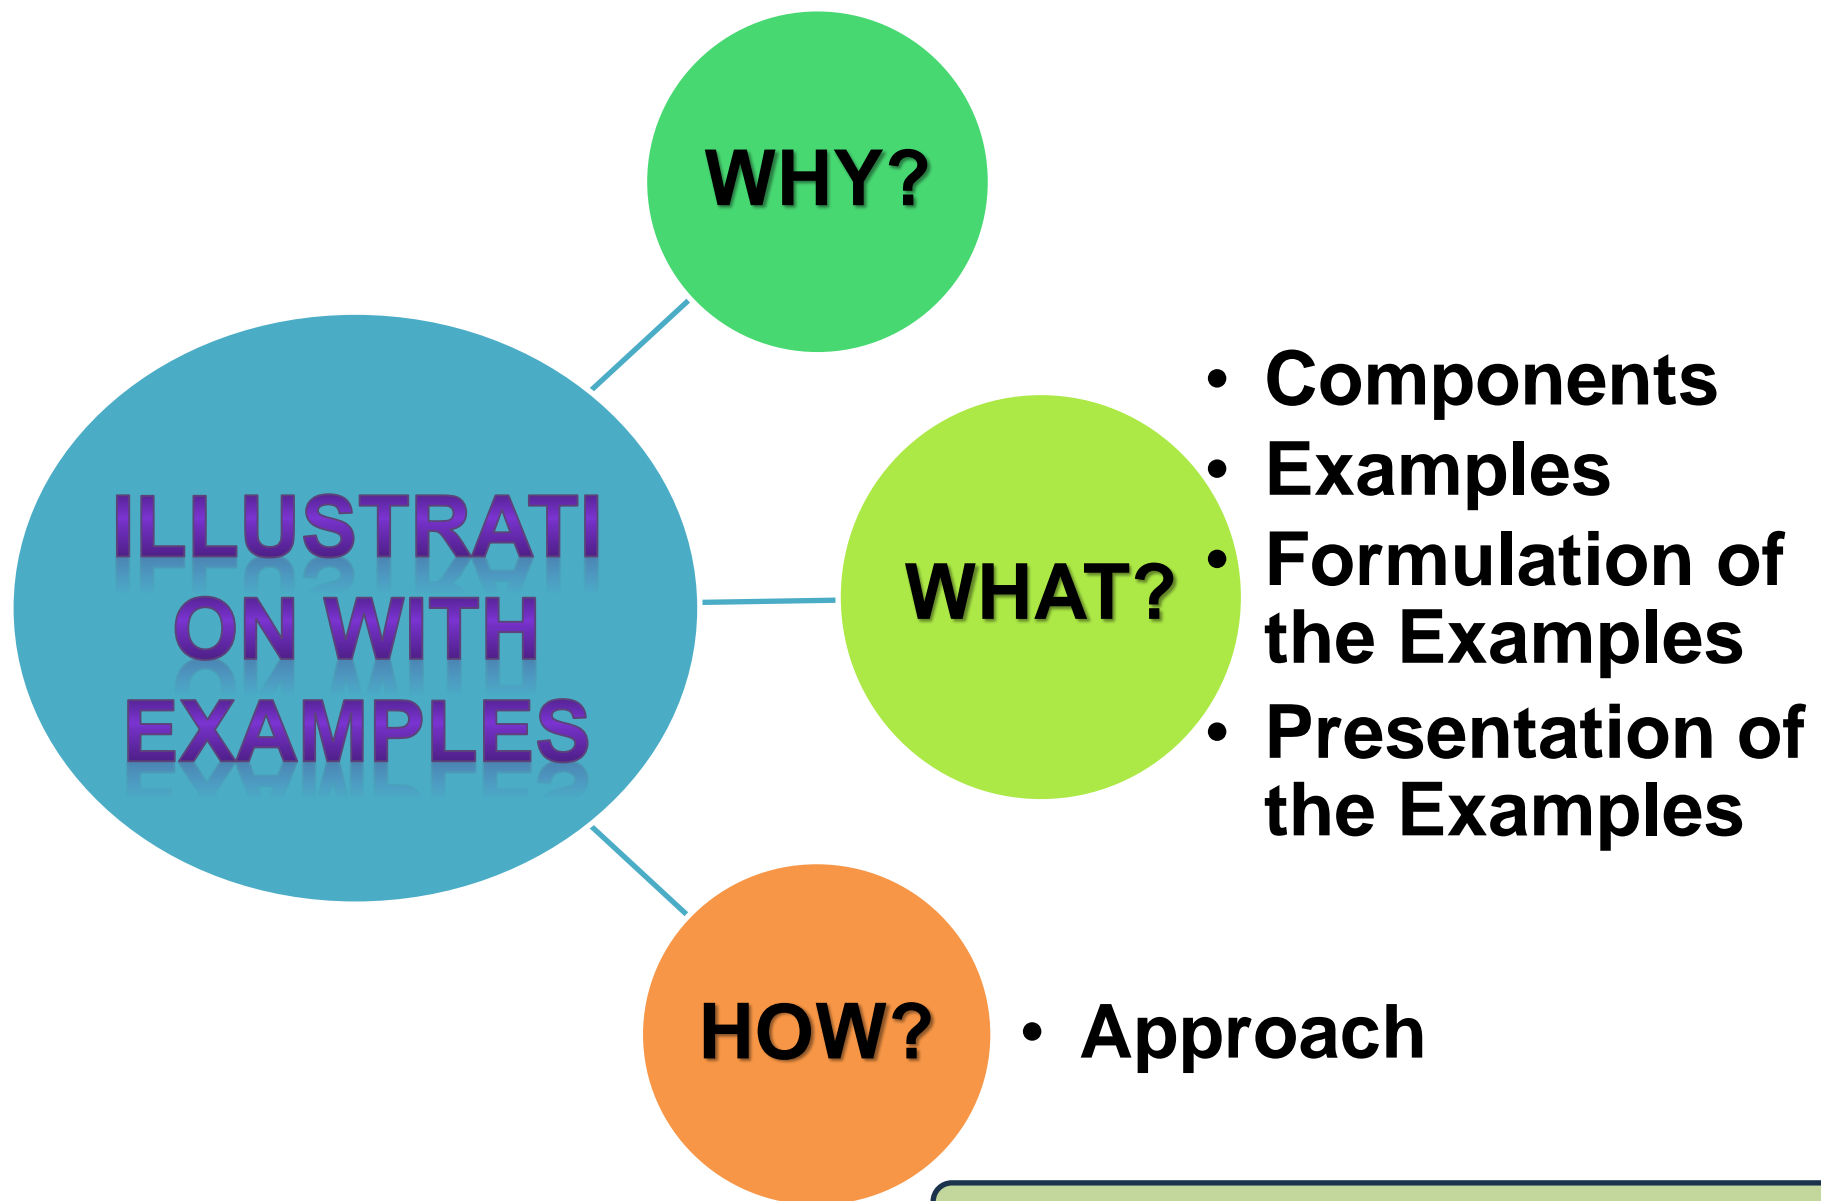 WHY?
ILLUSTRATI
ON WITH
EXAMPLES
WHAT?
• Components
• Examples
• Formulation of
the Examples
• Presentation of
the Examples
HOW?
• Approach